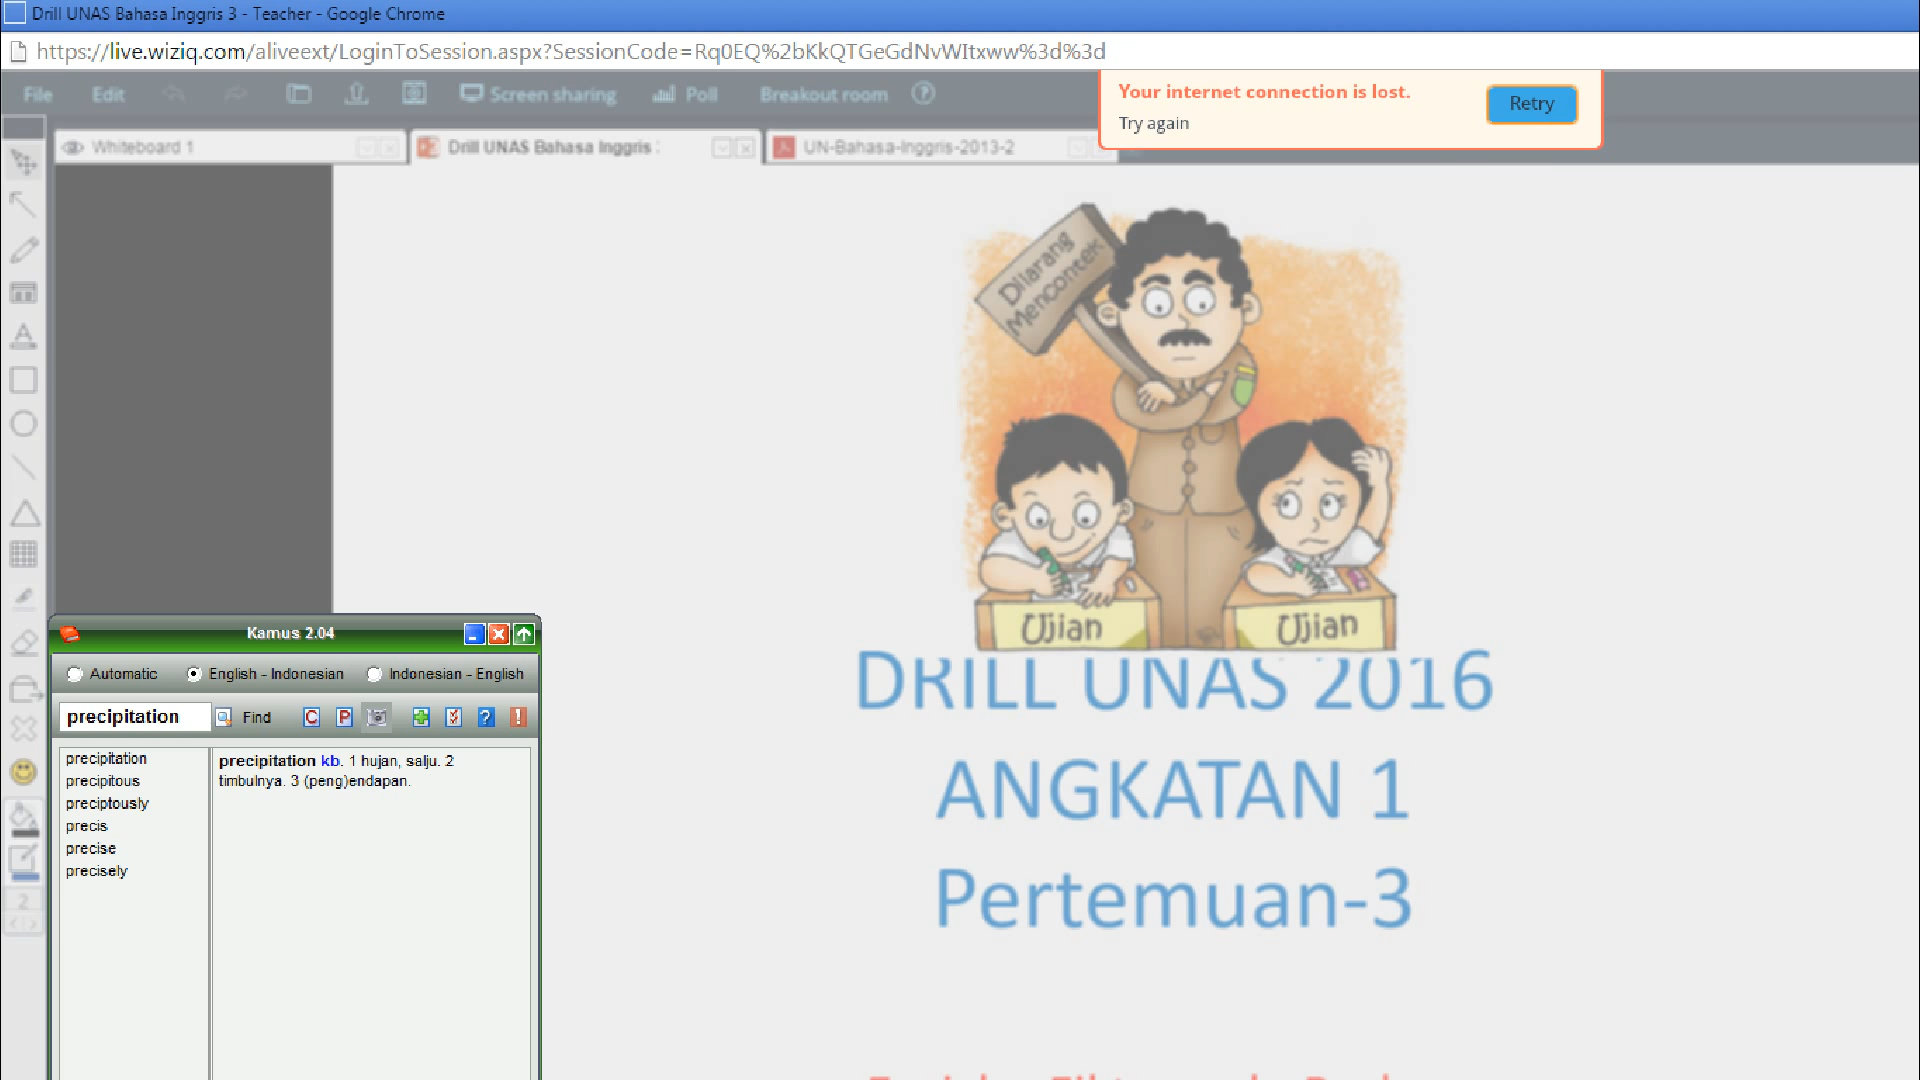 Drill UNAS Bahasa Inggris 3 - Teacher - Google Chrome
https://live.wiziq.com/aliveext/LoginToSession.aspx?SessionCode=Rq0EQ%2bKkQTGeGdNvWItxww%3d%3d
File Edit Screen sharing Poll Breakout room ?
Your internet connection is lost.
Try again
Retry
Whiteboard 1
Drill UNAS Bahasa Inggris :
UN-Bahasa-Inggris-2013-2
Dilarang
Mencontek
Ujian
Ujian
DRILL UNAS 2016
ANGKATAN 1
Pertemuan-3
2
Kamus 2.04
Automatic English - Indonesian Indonesian - English
precipitation Find C P
precipitation
precipitous
preciptously
precis
precise
precisely
precipitation kb. 1 hujan, salju. 2
timbulnya. 3 (peng)endapan.